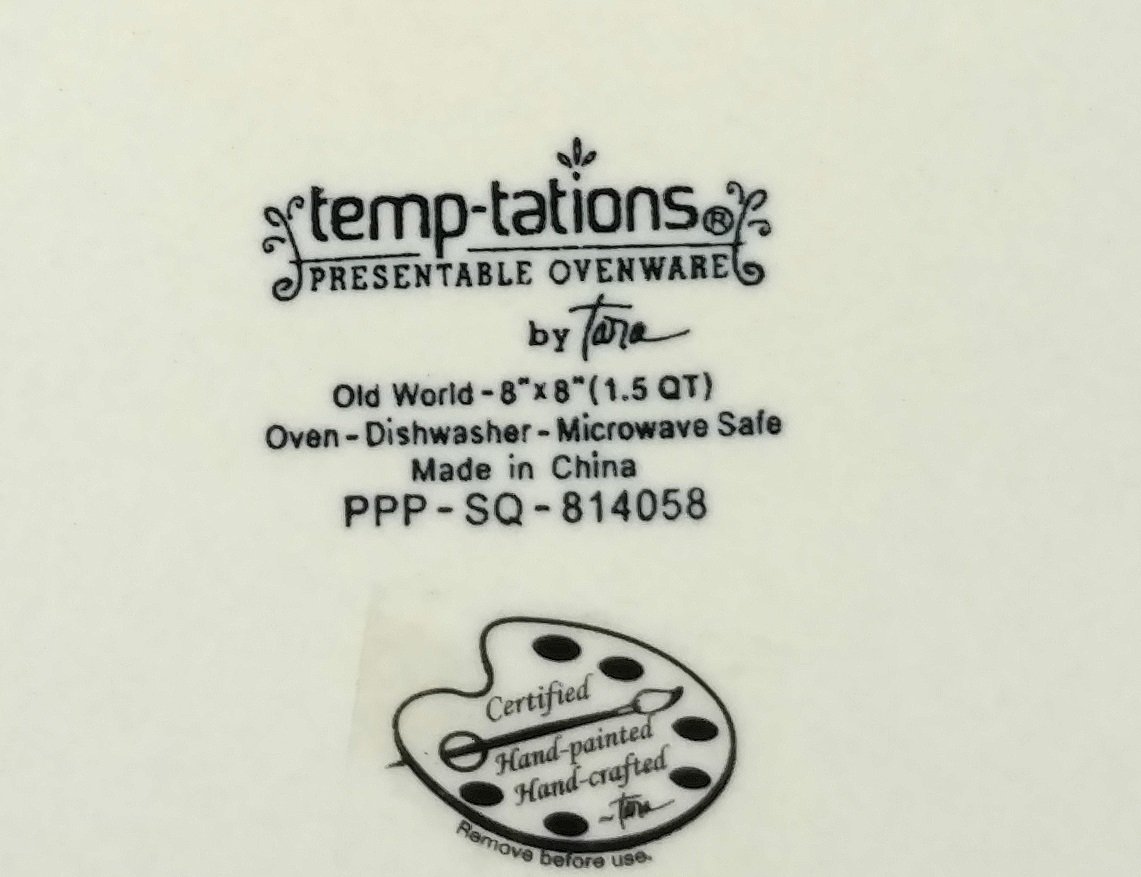 temp-tations®
PRESENTABLE OVENWARE
by Tara
Old World - 8"x 8"(1.5 QT)
Oven - Dishwasher - Microwave Safe
Made in China
PPP - SQ - 814058
Certified
Hand-painted
Hand-crafted
~Tara
Remove before use.